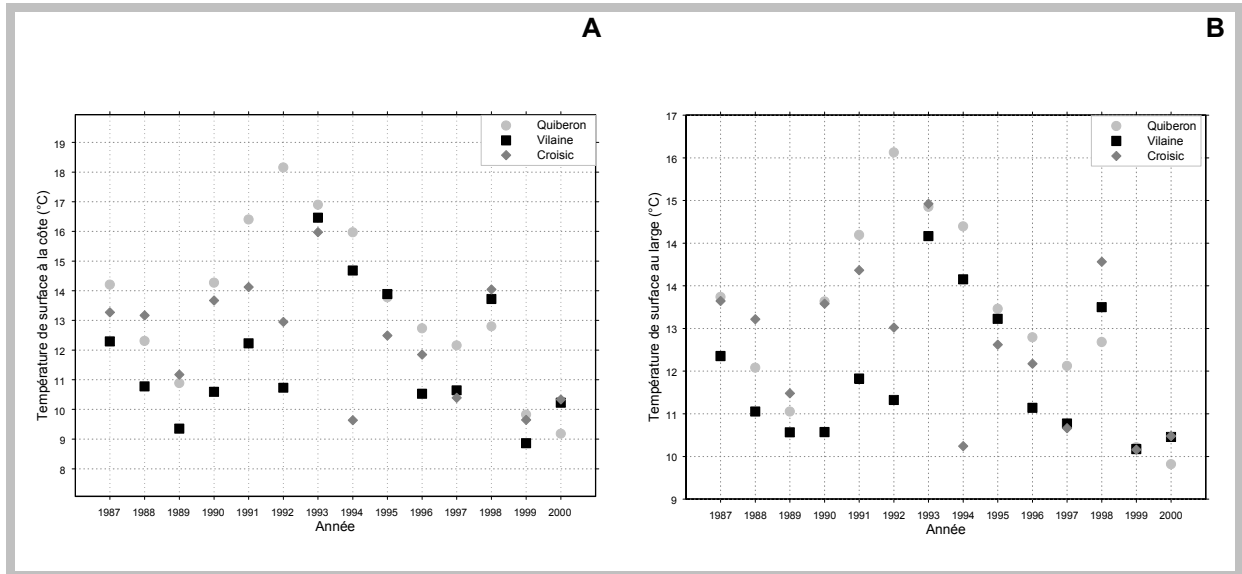 A
Quiberon
Vilaine
Croisic
19
18
17
16
15
14
13
12
11
10
9
8
Température de surface à la côte (°C)
1987 1988 1989 1990 1991 1992 1993 1994 1995 1996 1997 1998 1999 2000
Année
B
Quiberon
Vilaine
Croisic
17
16
15
14
13
13
12
11
10
9
Température de surface au large (°C)
1987 1988 1989 1990 1991 1992 1993 1994 1995 1996 1997 1998 1999 2000
Année